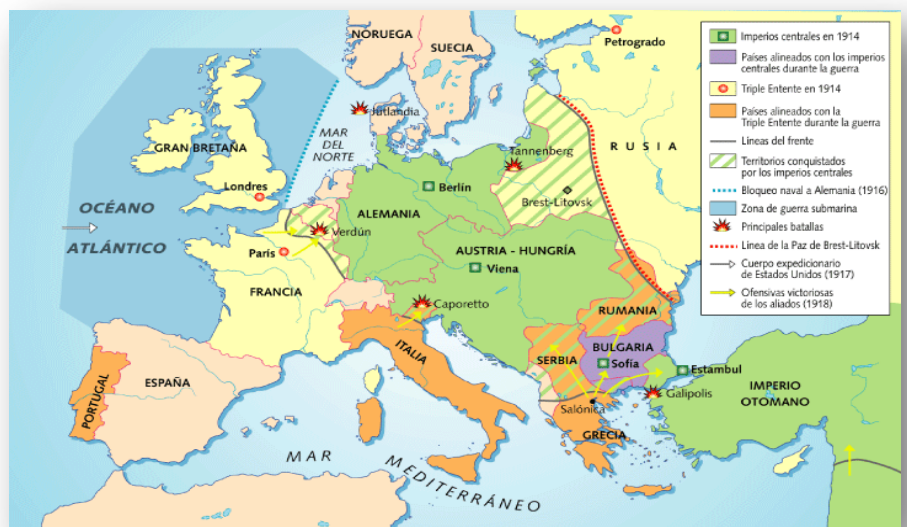 NORUEGA
SUECIA
Petrogrado
Jutlandia
MAR
DEL
NORTE
GRAN BRETAÑA
Londres
Tannenberg
RUSIA
Berlín
Brest-Litovsk
OCÉANO
ATLÁNTICO
ALEMANIA
Verdún
París
AUSTRIA - HUNGRÍA
Viena
FRANCIA
Caporetto
RUMANIA
ITALIA
SERBIA
BULGARIA
Sofía
Estambul
ESPAÑA
PORTUGAL
Galípolis
IMPERIO
OTOMANO
Salónica
GRECIA
MAR MEDITERRÁNEO
Imperios centrales en 1914
Países alineados con los imperios
centrales durante la guerra
Triple Entente en 1914
Países alineados con la
Triple Entente durante la guerra
Líneas del frente
Territorios conquistados
por los imperios centrales
Bloqueo naval a Alemania (1916)
Zona de guerra submarina
Principales batallas
Línea de la Paz de Brest-Litovsk
Cuerpo expedicionario
de Estados Unidos (1917)
Ofensivas victoriosas
de los aliados (1918)